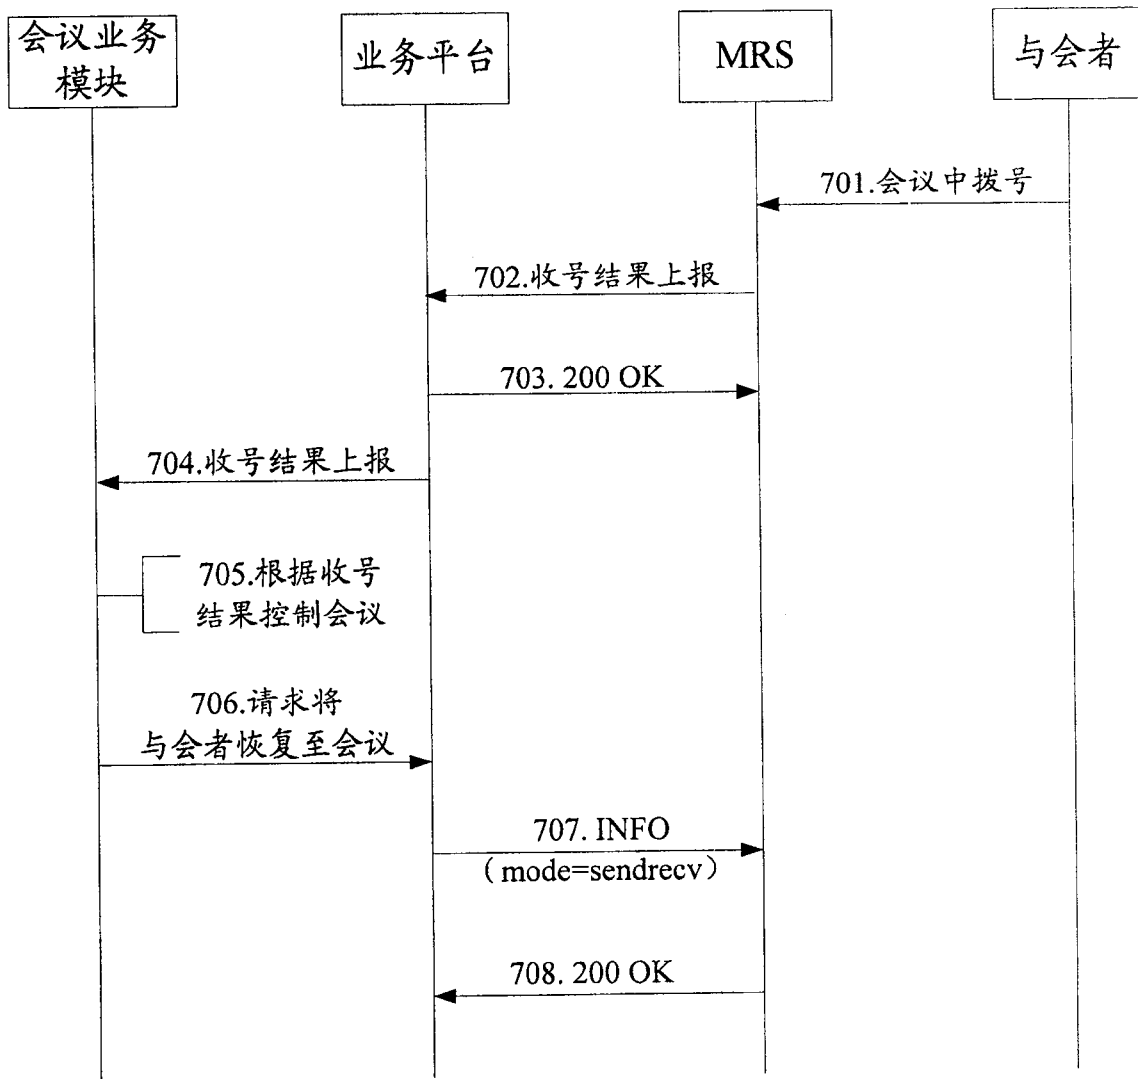 会议业务
模块
业务平台
MRS
与会者
701.会议中拨号
702.收号结果上报
703. 200 OK
704.收号结果上报
705.根据收号
结果控制会议
706.请求将
与会者恢复至会议
707. INFO
（mode=sendrecv）
708. 200 OK